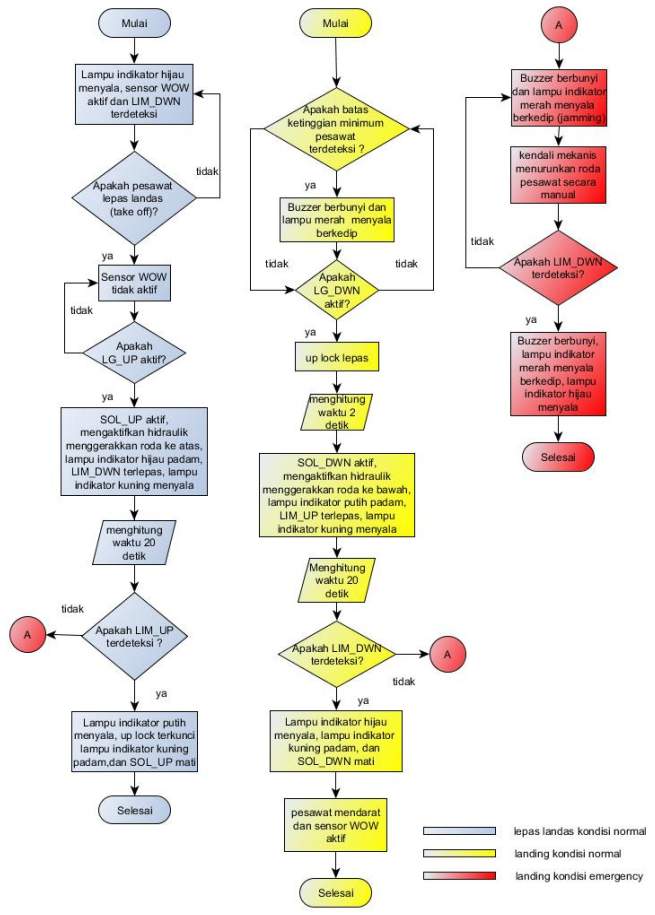 Mulai
Lampu indikator hijau
menyala, sensor WOW
aktif dan LIM_DWN
terdeteksi
tidak
Apakah pesawat
lepas landas
(take off)?
ya
Sensor WOW
tidak aktif
tidak
Apakah
LG_UP aktif?
ya
SOL_UP aktif,
mengaktifkan hidraulik
menggerakkan roda ke atas,
lampu indikator hijau padam,
LIM_DWN terlepas, lampu
indikator kuning menyala
menghitung
waktu 20
detik
tidak
A
Apakah LIM_UP
terdeteksi ?
ya
Lampu indikator putih
menyala, up lock terkunci
lampu indikator kuning
padam,dan SOL_UP mati
Selesai
Mulai
Apakah batas
ketinggian minimum
pesawat
terdeteksi ?
ya
Buzzer berbunyi dan
lampu merah menyala
berkedip
tidak
tidak
Apakah
LG_DWN
aktif?
ya
up lock lepas
menghitung
waktu 2
detik
SOL_DWN aktif,
mengaktifkan hidraulik
menggerakkan roda ke bawah,
lampu indikator putih padam,
LIM_UP terlepas, lampu
indikator kuning menyala
Menghitung
waktu 20
detik
Apakah LIM_DWN
terdeteksi?
A
tidak
ya
Lampu indikator hijau
menyala, lampu indikator
kuning padam, dan
SOL_DWN mati
pesawat mendarat
dan sensor WOW
aktif
Selesai
A
Buzzer berbunyi
dan lampu indikator
merah menyala
berkedip (jamming)
kendali mekanis
menurunkan roda
pesawat secara
manual
tidak
Apakah LIM_DWN
terdeteksi?
ya
Buzzer berbunyi,
lampu indikator
merah menyala
berkedip, lampu
indikator hijau
menyala
Selesai
lepas landas kondisi normal
landing kondisi normal
landing kondisi emergency